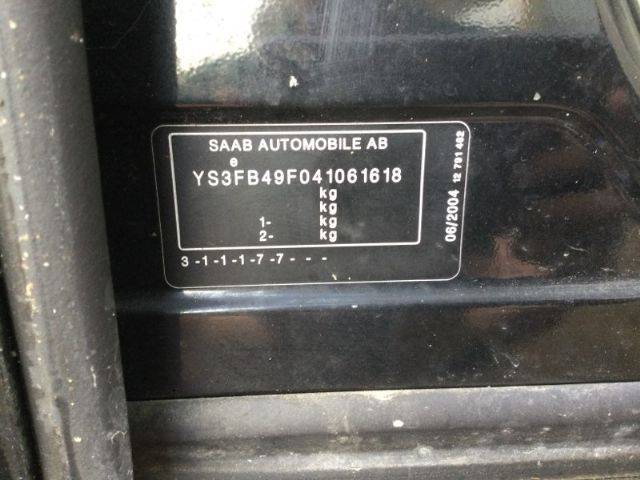 SAAB AUTOMOBILE AB
e
YS3FB49F041061618
kg
kg
1- kg
2- kg
3 -1-1-1-7-7- - -
06/2004 12 791 462